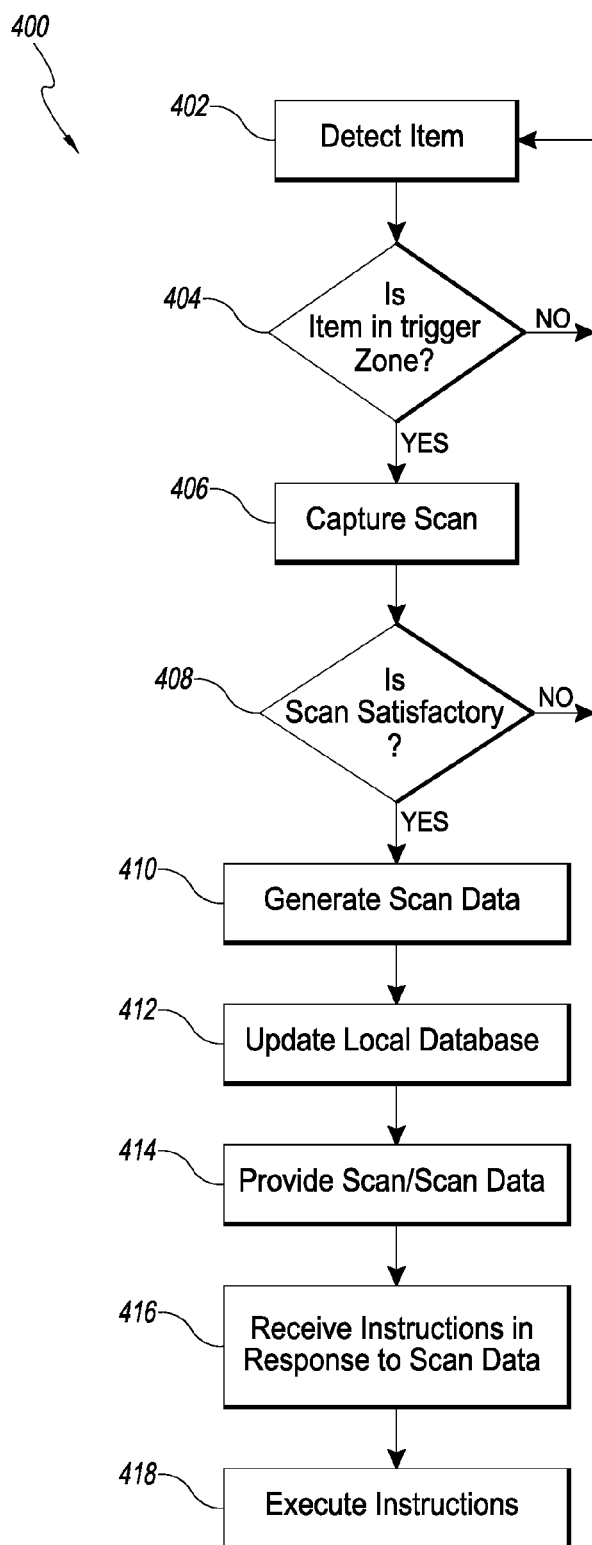 400
402
Detect Item
404
Is
Item in trigger
Zone?
NO
YES
406
Capture Scan
408
Is
Scan Satisfactory
?
NO
YES
410
Generate Scan Data
412
Update Local Database
414
Provide Scan/Scan Data
416
Receive Instructions in
Response to Scan Data
418
Execute Instructions